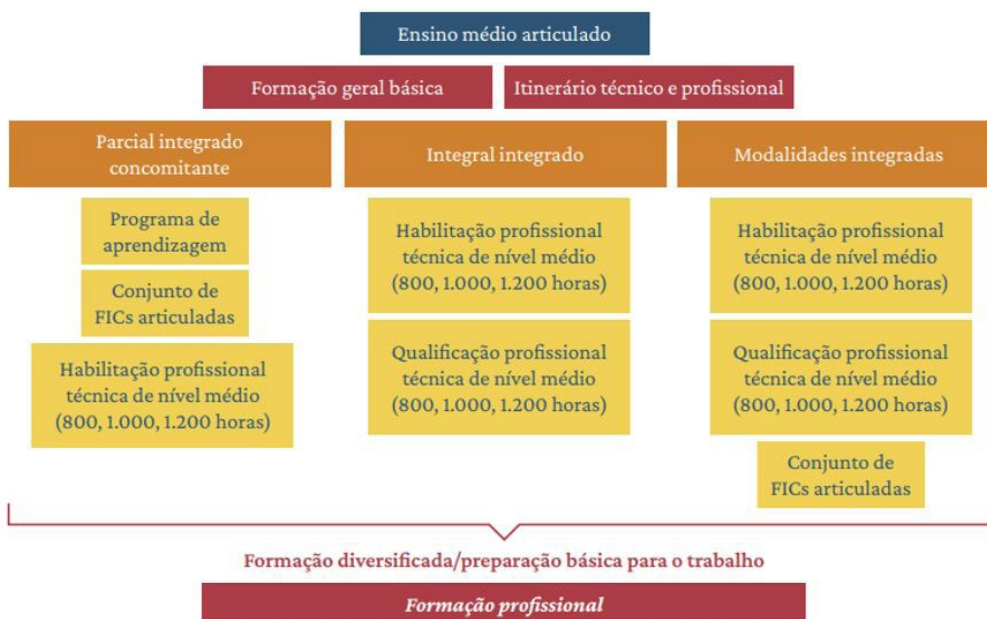 Ensino médio articulado
Formação geral básica
Itinerário técnico e profissional
Parcial integrado
concomitante
Integral integrado
Modalidades integradas
Programa de
aprendizagem
Conjunto de
FICs articuladas
Habilitação profissional
técnica de nível médio
(800, 1.000, 1.200 horas)
Habilitação profissional
técnica de nível médio
(800, 1.000, 1.200 horas)
Qualificação profissional
técnica de nível médio
(800, 1.000, 1.200 horas)
Habilitação profissional
técnica de nível médio
(800, 1.000, 1.200 horas)
Qualificação profissional
técnica de nível médio
(800, 1.000, 1.200 horas)
Conjunto de
FICs articuladas
Formação diversificada/preparação básica para o trabalho
Formação profissional